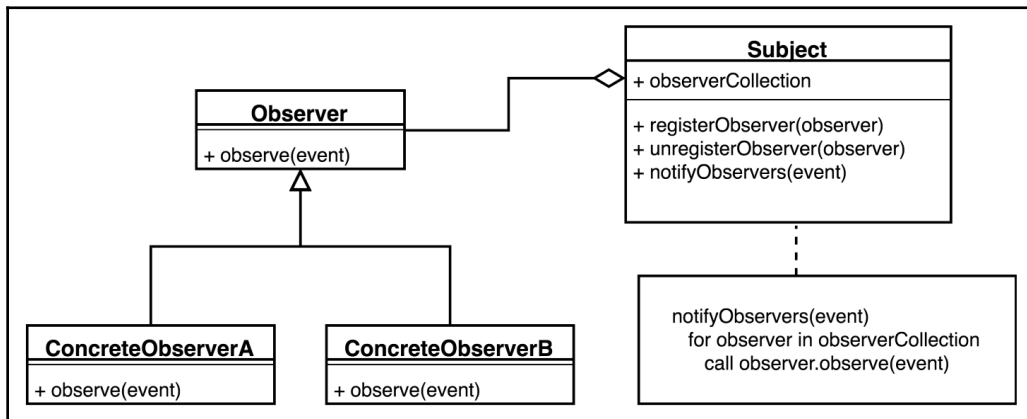 Subject
+ observerCollection
+ registerObserver(observer)
+ unregisterObserver(observer)
+ notifyObservers(event)
Observer
+ observe(event)
ConcreteObserverA
+ observe(event)
ConcreteObserverB
+ observe(event)
notifyObservers(event)
for observer in observerCollection
call observer.observe(event)